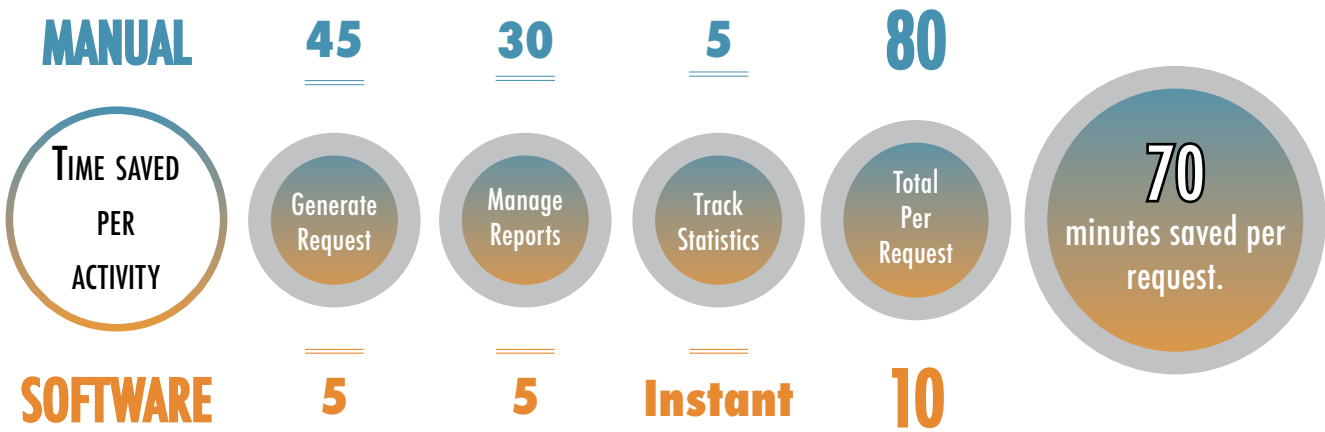 MANUAL 45 30 5 80
TIME SAVED
PER
ACTIVITY
Generate
Request
Manage
Reports
Track
Statistics
Total
Per
Request
70
minutes saved per
request.
SOFTWARE 5 5 Instant 10